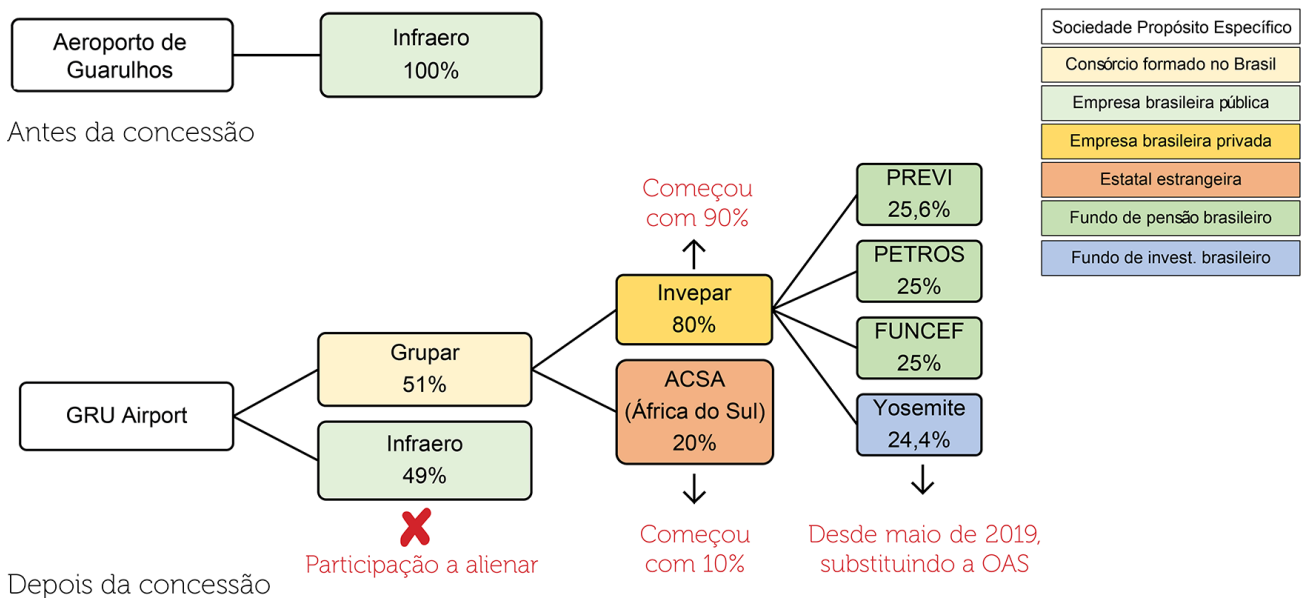 Aeroporto de
Guarulhos
Infraero
100%
Antes da concessão
Sociedade Propósito Específico
Consórcio formado no Brasil
Empresa brasileira pública
Empresa brasileira privada
Estatal estrangeira
Fundo de pensão brasileiro
Fundo de invest. brasileiro
GRU Airport
Grupar
51%
Infraero
49%
Participação a alienar
Começou
com 90%
Invepar
80%
ACSA
(África do Sul)
20%
Começou
com 10%
PREVI
25,6%
PETROS
25%
FUNCEF
25%
Yosemite
24,4%
Desde maio de 2019,
substituindo a OAS
Depois da concessão